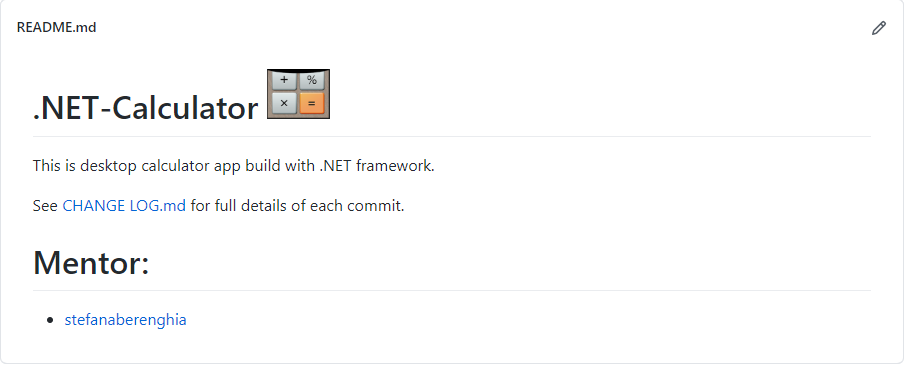 README.md
.NET-Calculator
+ %
× =
This is desktop calculator app build with .NET framework.
See CHANGE LOG.md for full details of each commit.
Mentor:
stefanaberenghia